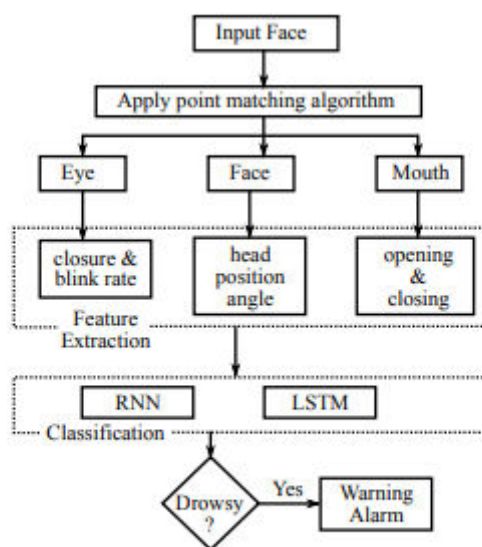 Input Face
Apply point matching algorithm
Eye
Face
Mouth
closure &
blink rate
head
position
angle
opening
&
closing
Feature
Extraction
RNN
LSTM
Classification
Drowsy
?
Yes
Warning
Alarm